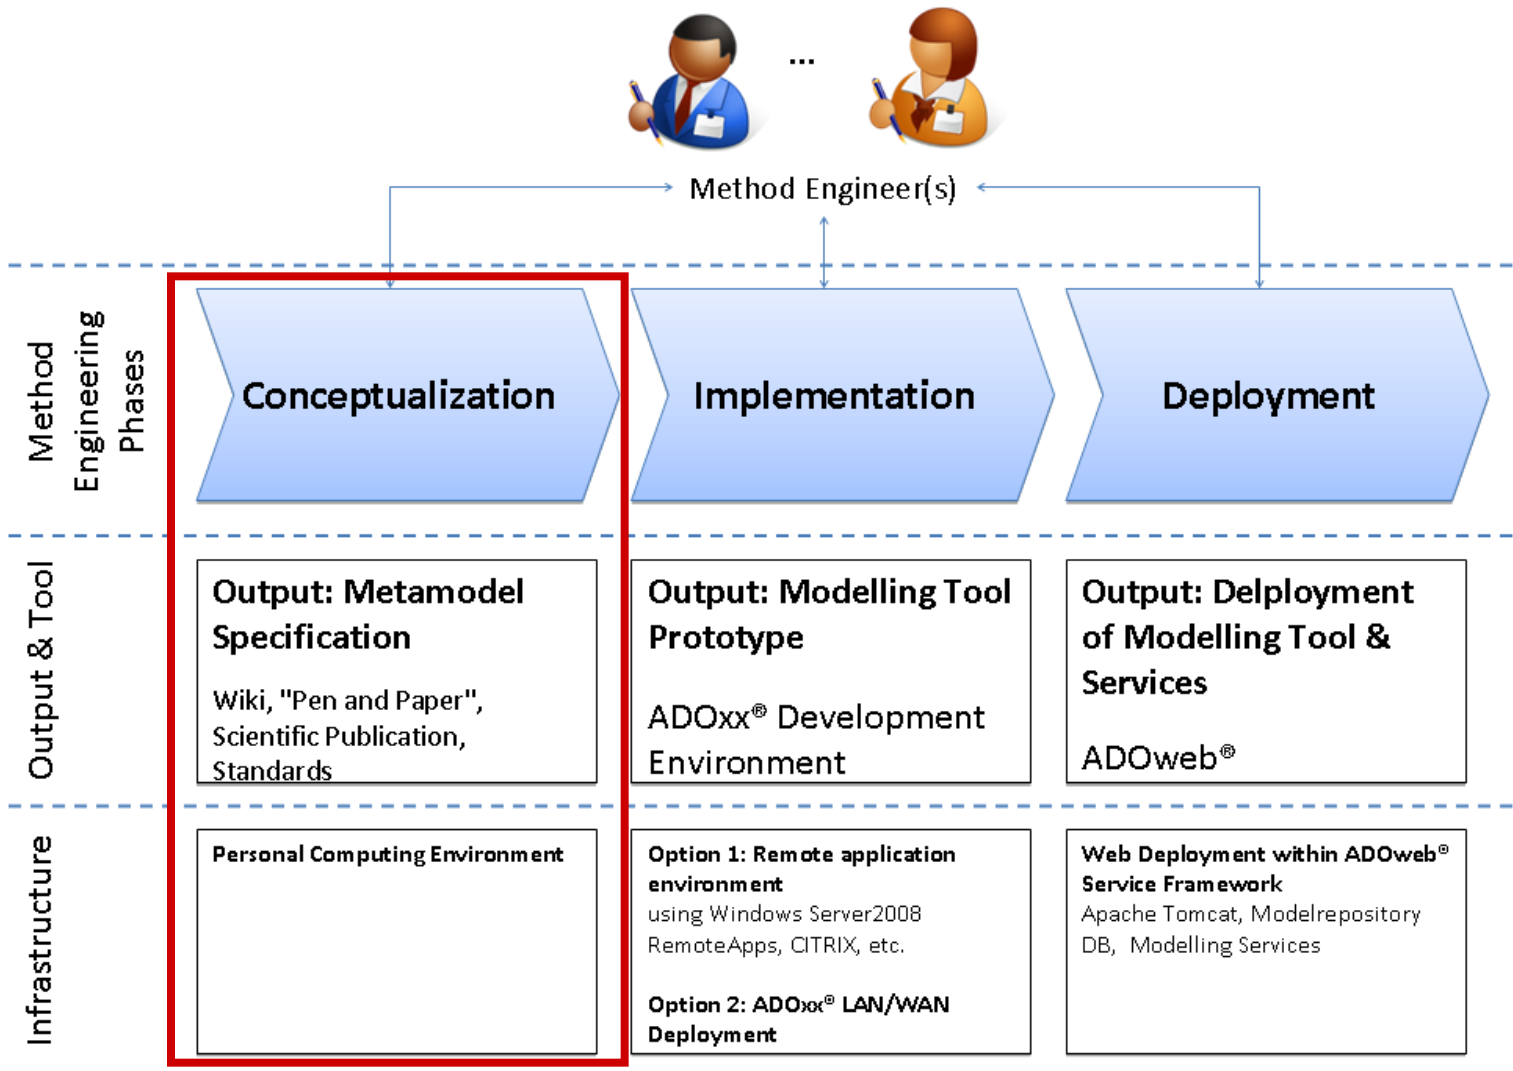 ...
Method Engineer(s)
Method
Engineering
Phases
Conceptualization
Implementation
Deployment
Output & Tool
Output: Metamodel
Specification
Wiki, "Pen and Paper",
Scientific Publication,
Standards
Output: Modelling Tool
Prototype
ADOxx® Development
Environment
Output: Delployment
of Modelling Tool &
Services
ADOweb®
Infrastructure
Personal Computing Environment
Option 1: Remote application
environment
using Windows Server2008
RemoteApps, CITRIX, etc.
Option 2: ADOxx® LAN/WAN
Deployment
Web Deployment within ADOweb®
Service Framework
Apache Tomcat, Modelrepository
DB, Modelling Services